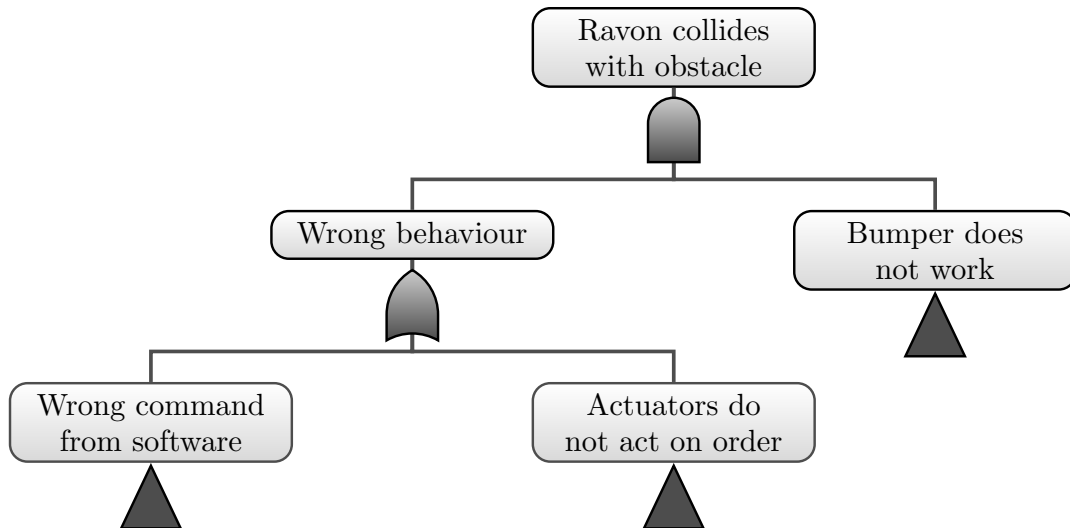 Ravon collides
with obstacle
Wrong behaviour
Bumper does
not work
Wrong command
from software
Actuators do
not act on order